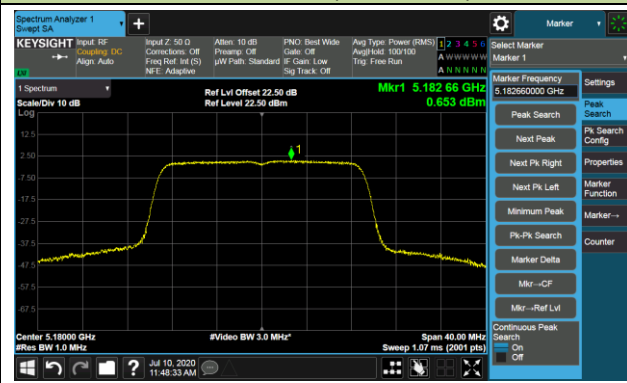 Spectrum Analyzer 1
Swept SA
+
Marker
KEYSIGHT
Input: RF
Coupling: DC
Align: Auto
Input Z: 50 Ω
Corrections: Off
Freq Ref: Int (S)
NFE: Adaptive
Atten: 10 dB
Preamp: Off
µW Path: Standard
PNO: Best Wide
Gate: Off
IF Gain: Low
Sig Track: Off
Avg Type: Power (RMS)
Avg|Hold: 100/100
Trig: Free Run
1 2 3 4 5 6
A W W W W W
A N N N N N
Select Marker
Marker 1
1 Spectrum
Scale/Div 10 dB
Log
Ref Lvl Offset 22.50 dB
Ref Level 22.50 dBm
Mkr1 5.182 66 GHz
0.653 dBm
12.5
2.50
-7.50
-17.5
-27.5
-37.5
-47.5
-57.5
-67.5
1
Center 5.18000 GHz
#Res BW 1.0 MHz
#Video BW 3.0 MHz*
Span 40.00 MHz
Sweep 1.07 ms (2001 pts)
Marker Frequency
5.182660000 GHz
Peak Search
Next Peak
Next Pk Right
Next Pk Left
Minimum Peak
Pk-Pk Search
Marker Delta
Mkr→CF
Mkr→Ref Lvl
Continuous Peak
Search
On
Off
Settings
Peak
Search
Pk Search
Config
Properties
Marker
Function
Marker→
Counter
?
Jul 10, 2020
11:48:33 AM